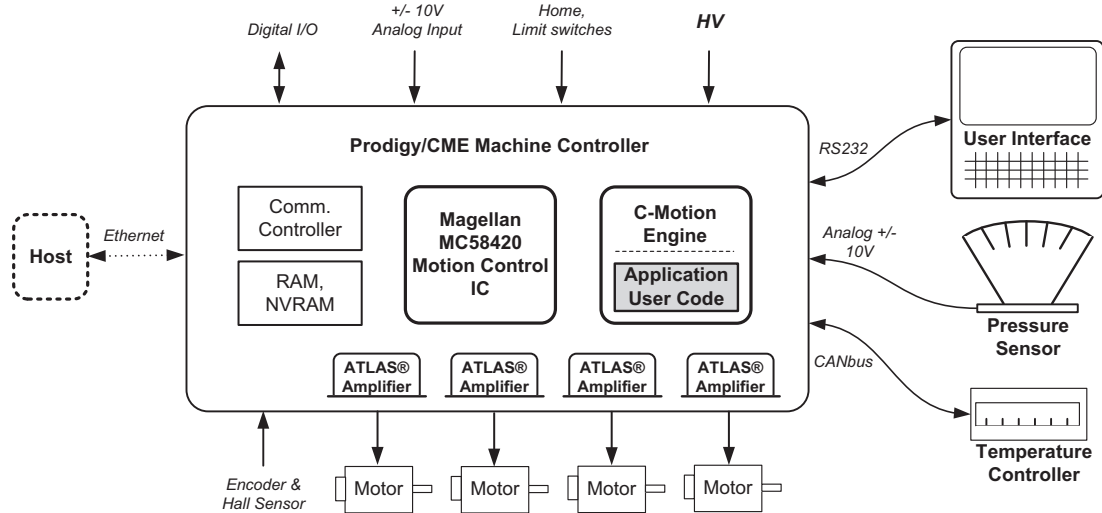 Digital I/O
+/- 10V
Analog Input
Home,
Limit switches
HV
Prodigy/CME Machine Controller
RS232
User Interface
Host
Ethernet
Comm.
Controller
RAM,
NVRAM
Magellan
MC58420
Motion Control
IC
C-Motion
Engine
Application
User Code
Analog +/-
10V
Pressure
Sensor
ATLAS®
Amplifier
ATLAS®
Amplifier
ATLAS®
Amplifier
ATLAS®
Amplifier
CANbus
Temperature
Controller
Encoder &
Hall Sensor
Motor
Motor
Motor
Motor